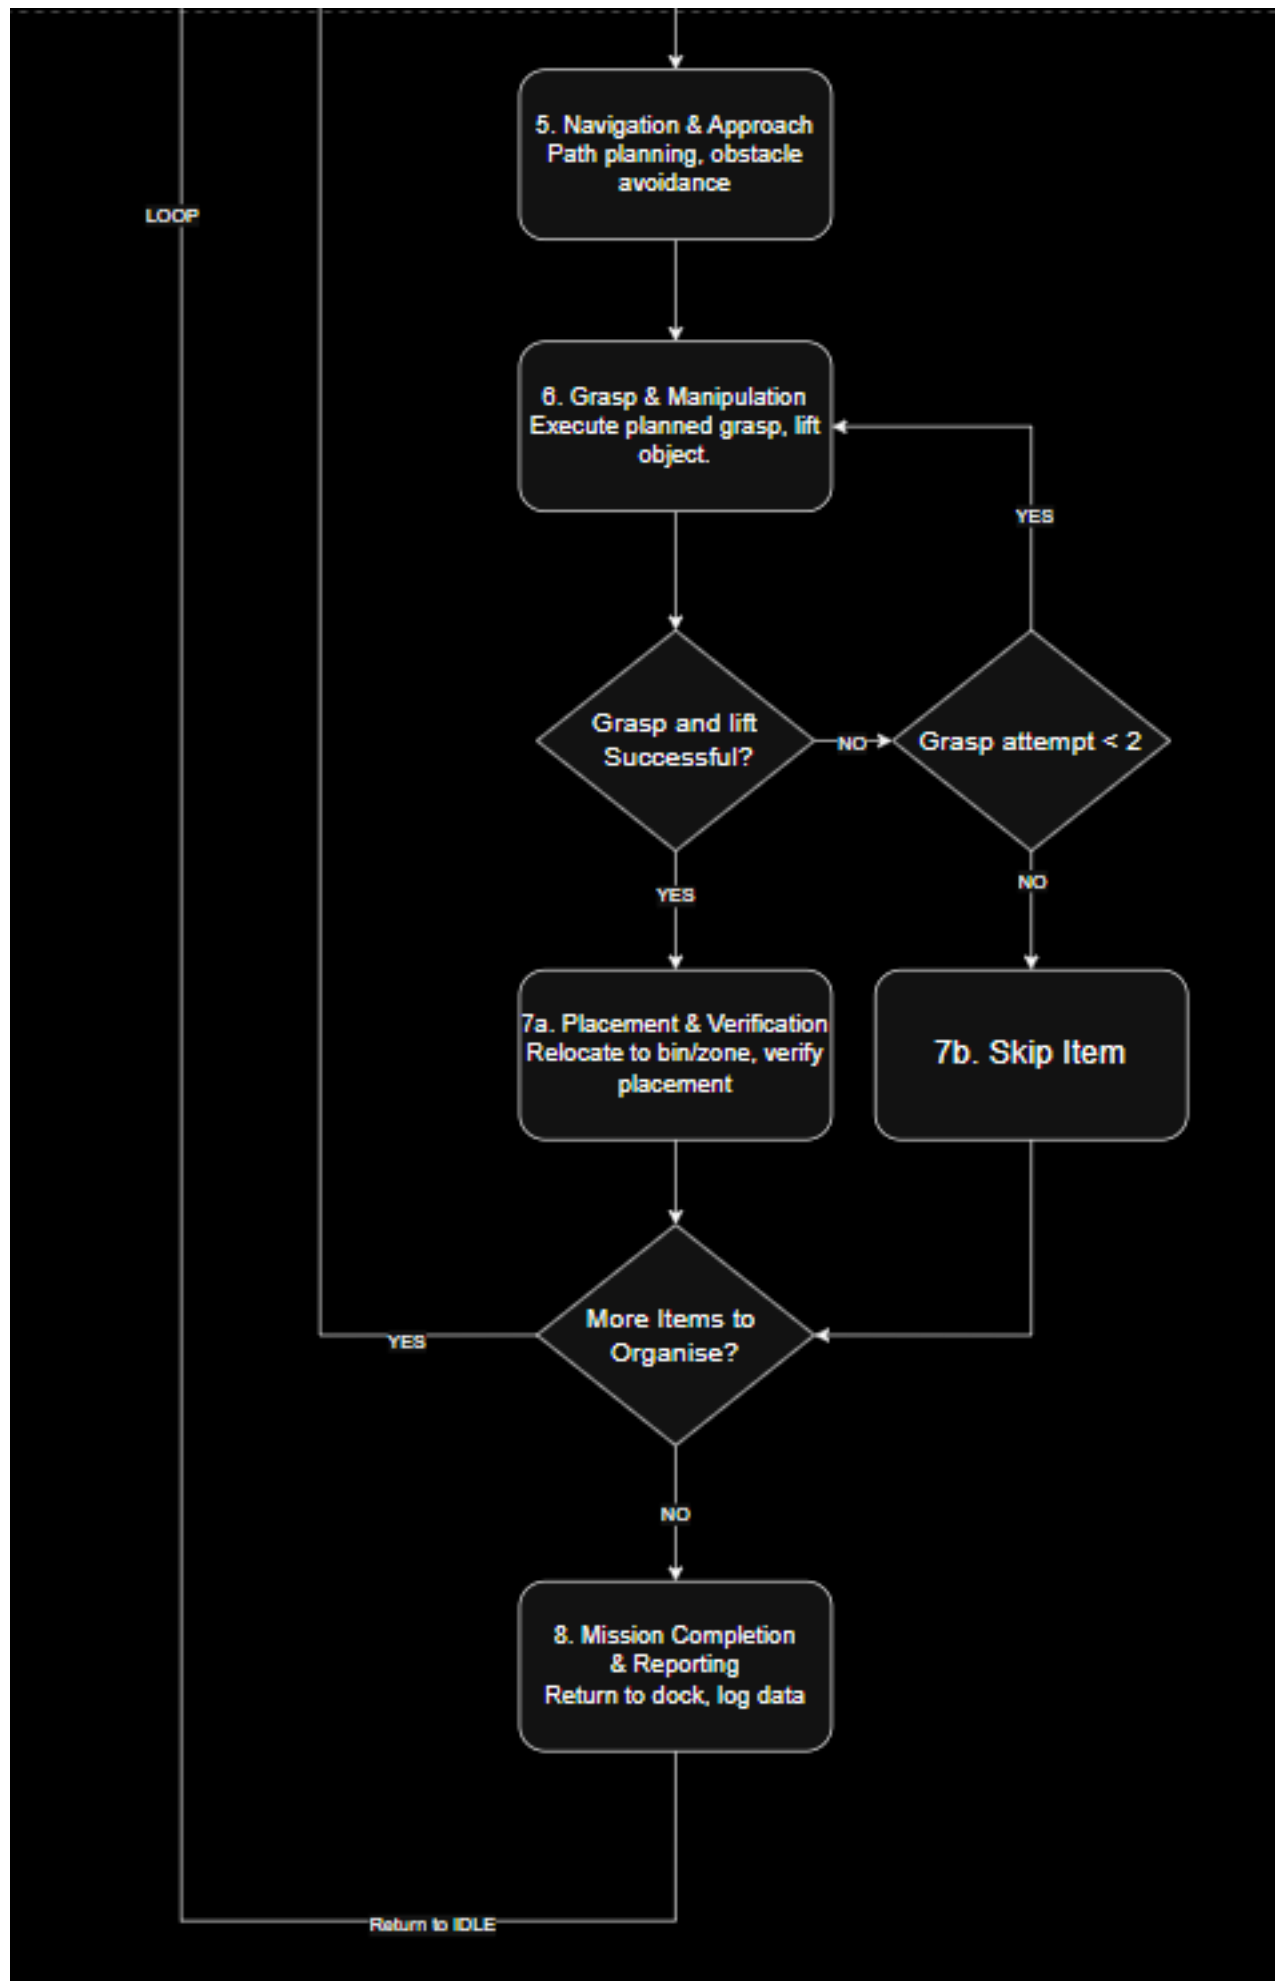 5. Navigation & Approach
Path planning, obstacle
avoidance
LOOP
6. Grasp & Manipulation
Execute planned grasp, lift
object.
YES
Grasp and lift
Successful?
NO
Grasp attempt < 2
YES
NO
7a. Placement & Verification
Relocate to bin/zone, verify
placement
7b. Skip Item
More Items to
Organise?
YES
NO
8. Mission Completion
& Reporting
Return to dock, log data
Return to IDLE